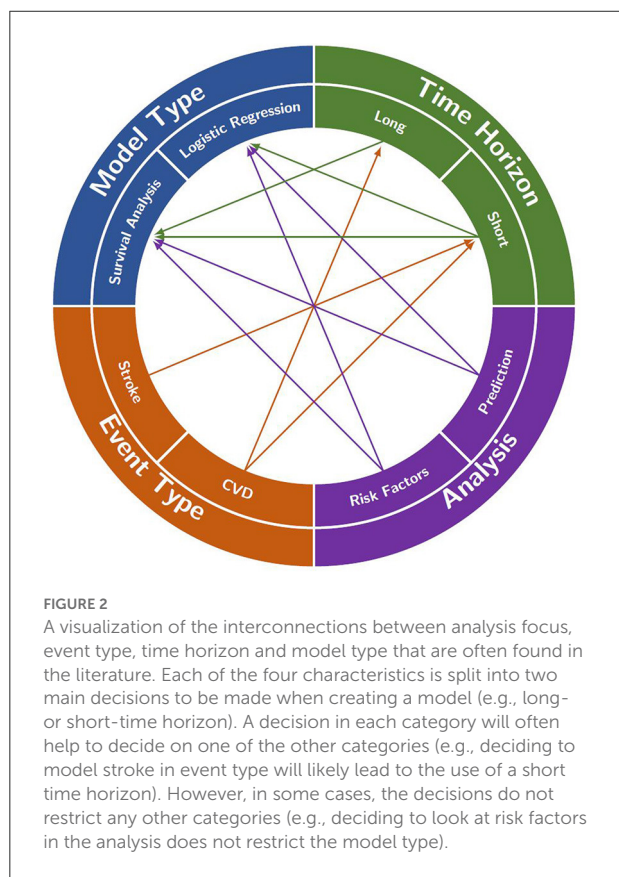 Model Type
Time Horizon
Logistic Regression
Long
Survival Analysis
Short
Stroke
Prediction
CVD
Risk Factors
Event Type
Analysis
FIGURE 2
A visualization of the interconnections between analysis focus,
event type, time horizon and model type that are often found in
the literature. Each of the four characteristics is split into two
main decisions to be made when creating a model (e.g., long-
or short-time horizon). A decision in each category will often
help to decide on one of the other categories (e.g., deciding to
model stroke in event type will likely lead to the use of a short
time horizon). However, in some cases, the decisions do not
restrict any other categories (e.g., deciding to look at risk factors
in the analysis does not restrict the model type).